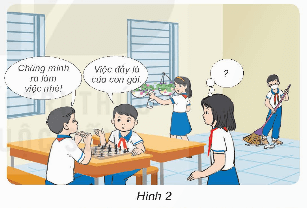 Chúng mình
ra làm
việc nhé!
Việc đấy là
của con gái.
?
Hình 2